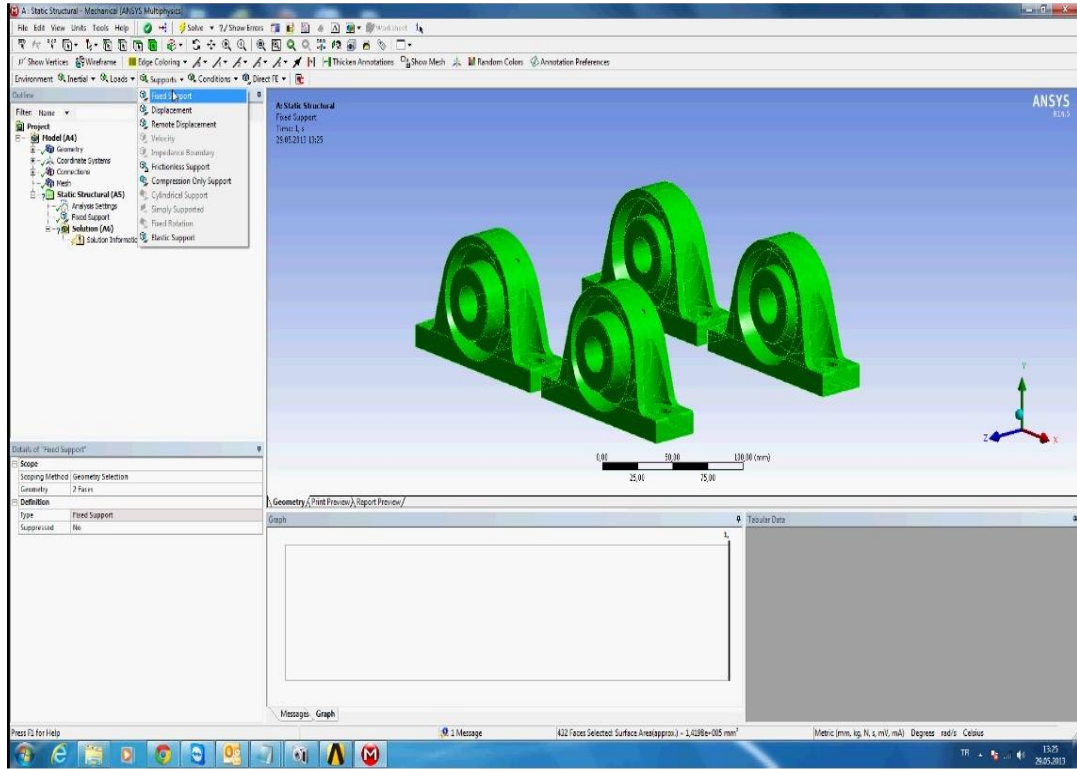 A : Static Structural - Mechanical [ANSYS Multiphysics]
File Edit View Units Tools Help Solve ?/ Show Errors Worksheet
Show Vertices Wireframe Edge Coloring Thicken Annotations Show Mesh Random Colors Annotation Preferences
Environment Inertial Loads Supports Conditions Direct FE
Outline
Filter: Name
Project
Model (A4)
Geometry
Coordinate Systems
Connections
Mesh
Static Structural (A5)
Analysis Settings
Fixed Support
Solution (A6)
Solution Informatio
Fixed Support
Displacement
Remote Displacement
Velocity
Impedance Boundary
Frictionless Support
Compression Only Support
Cylindrical Support
Simply Supported
Fixed Rotation
Elastic Support
A: Static Structural
Fixed Support
Time: 1, s
29.05.2013 13:25
ANSYS
R14.5
Y
Z
X
0,00 50,00 100,00 (mm)
25,00 75,00
Details of "Fixed Support"
Scope
Scoping Method Geometry Selection
Geometry 2 Faces
Definition
Type Fixed Support
Suppressed No
Geometry Print Preview Report Preview
Graph
1,
Tabular Data
Messages Graph
Press F1 for Help
1 Message
432 Faces Selected: Surface Area(approx.) = 1,4198e+005 mm²
Metric (mm, kg, N, s, mV, mA) Degrees rad/s Celsius
TR
13:25
29.05.2013